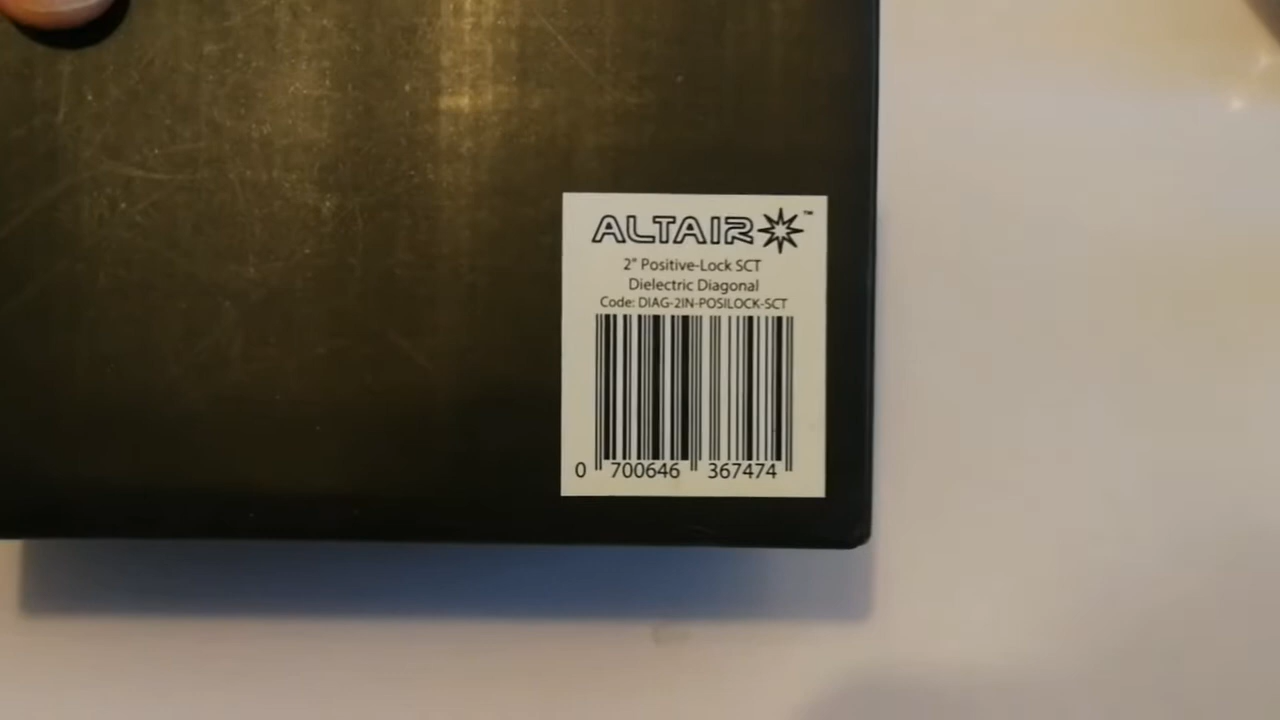 ALTAIR™
2" Positive-Lock SCT
Dielectric Diagonal
Code: DIAG-2IN-POSILOCK-SCT
0 700646 367474